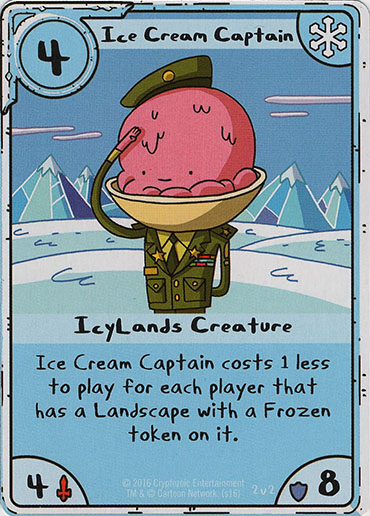 4
Ice Cream Captain
IcyLands Creature
Ice Cream Captain costs 1 less
to play for each player that
has a Landscape with a Frozen
token on it.
4
© 2016 Cryptozoic Entertainment
TM & © Cartoon Network. (s16)
2v2
8